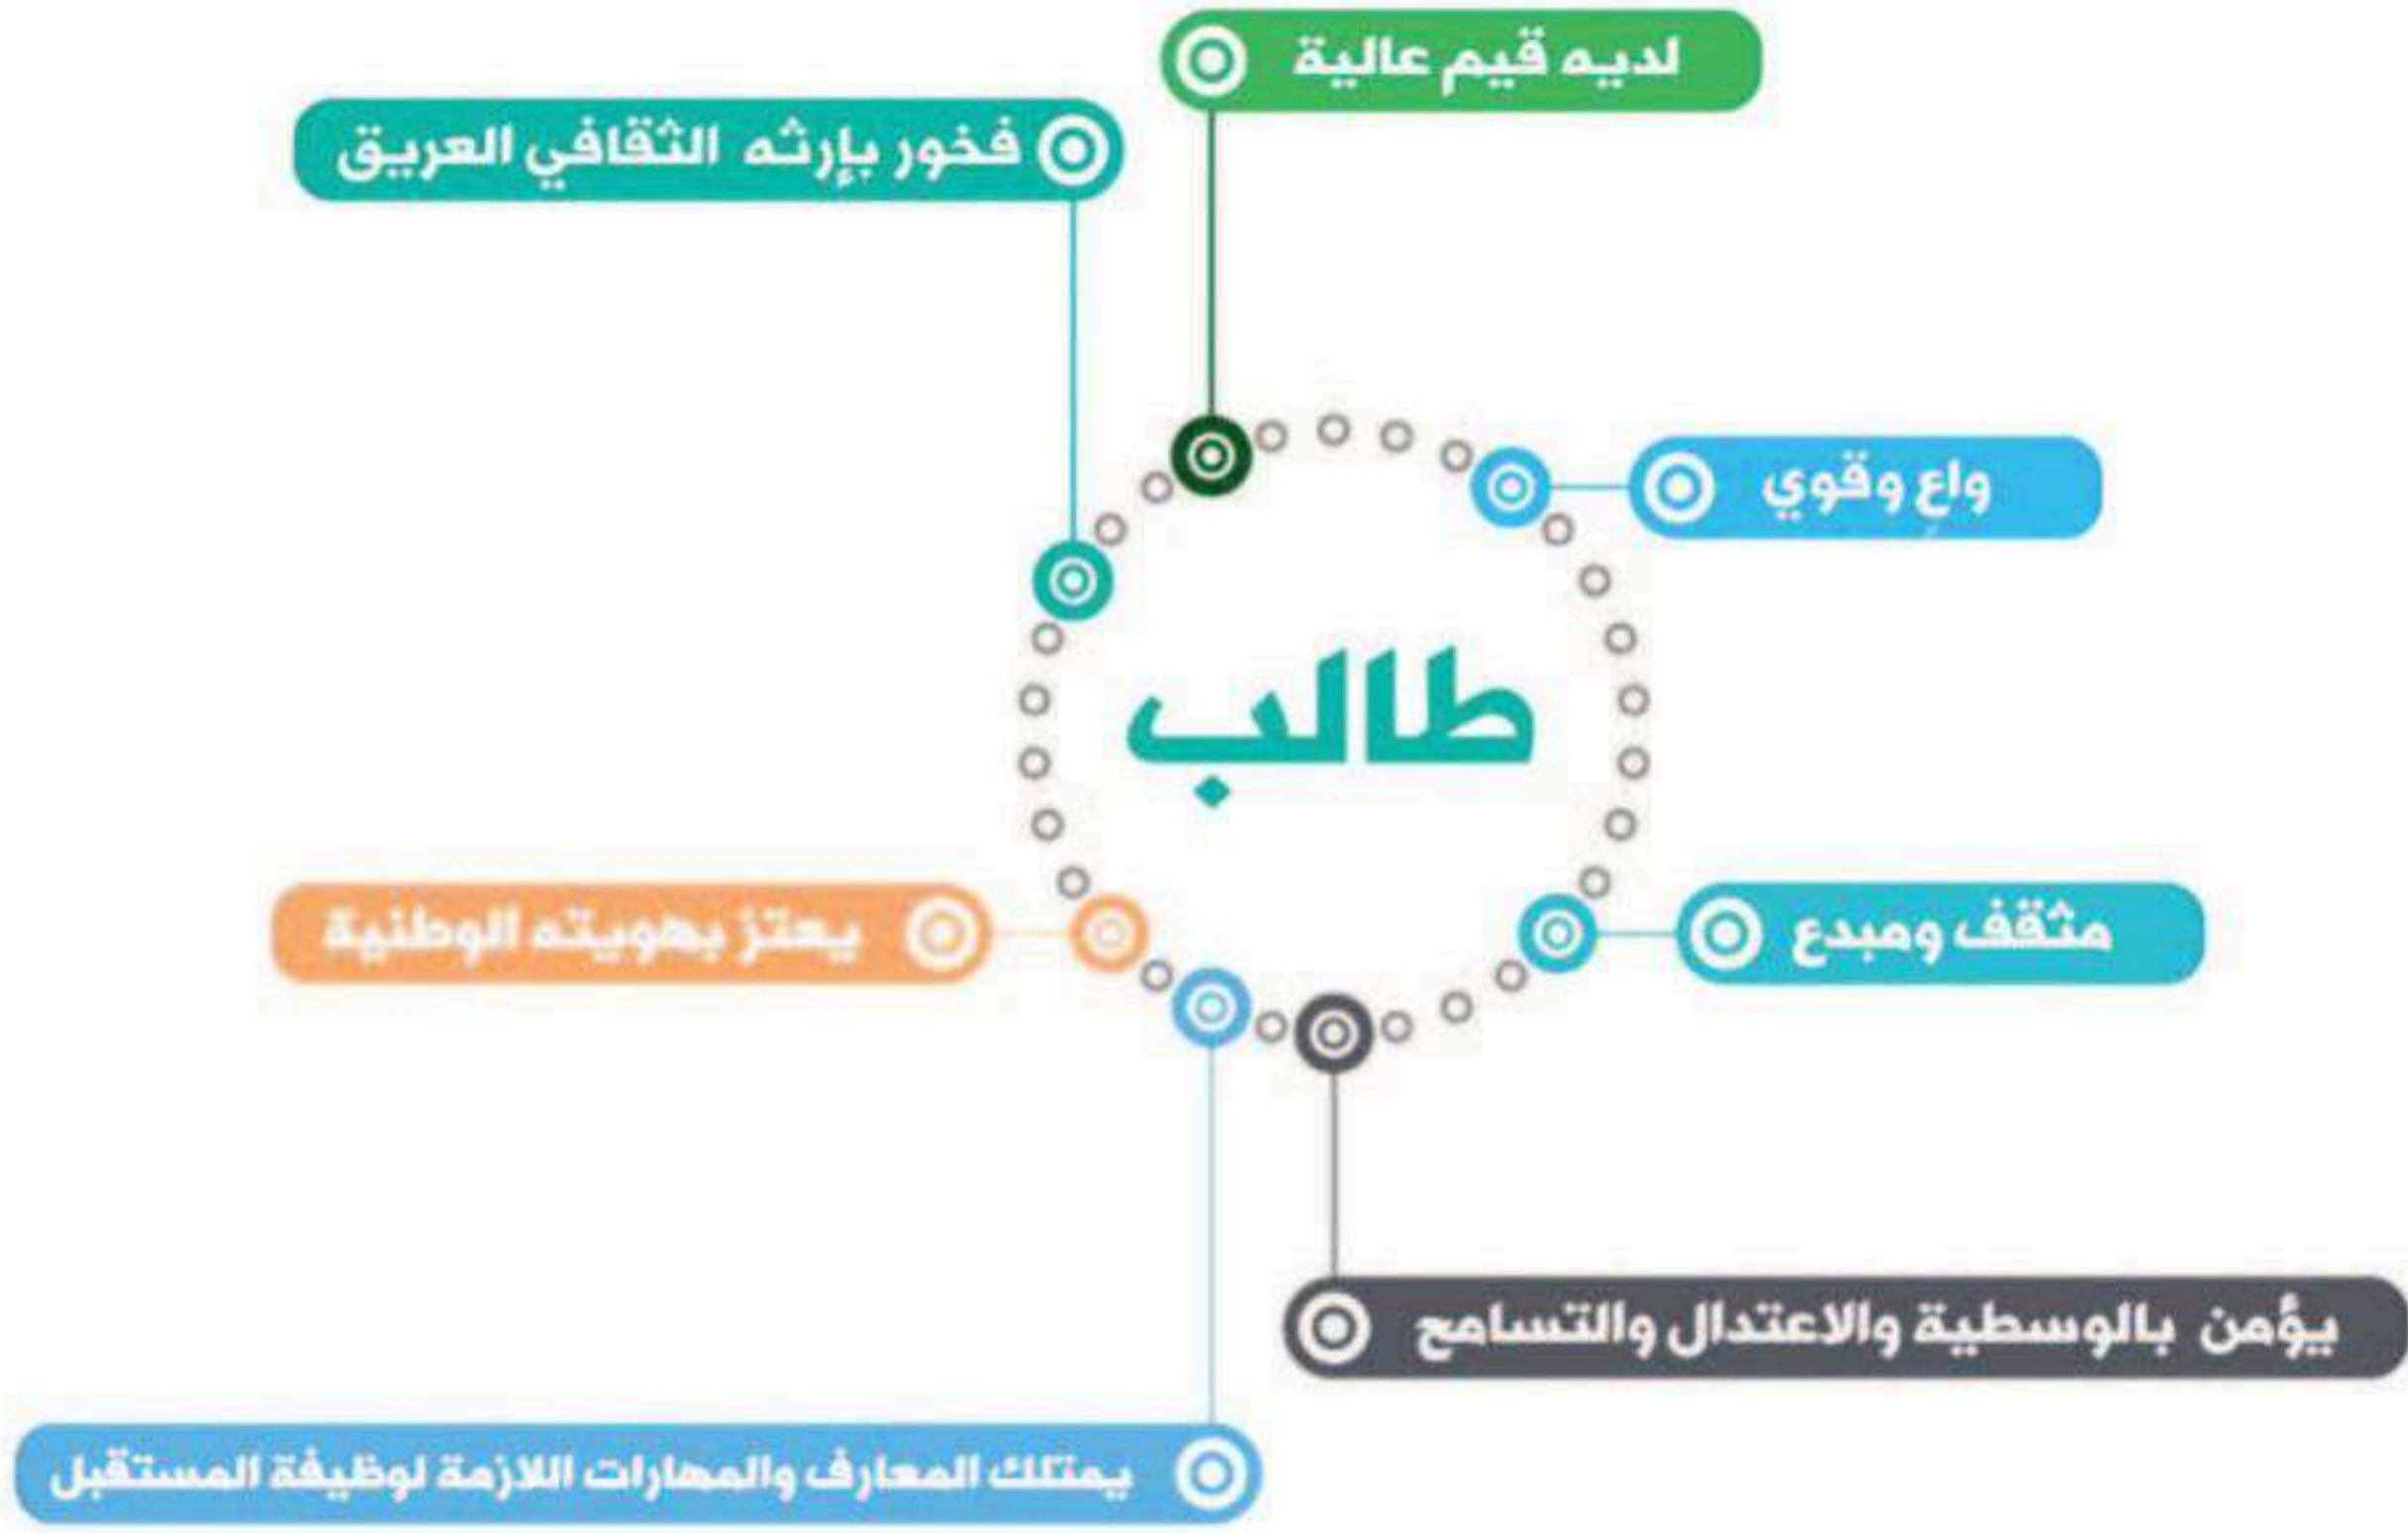 لديه قيم عالية
فخور بإرثه الثقافي العريق
واعٍ وقوي
طالب
يعتز بهويته الوطنية
مثقف ومبدع
يؤمن بالوسطية والاعتدال والتسامح
يمتلك المعارف والمهارات اللازمة لوظيفة المستقبل